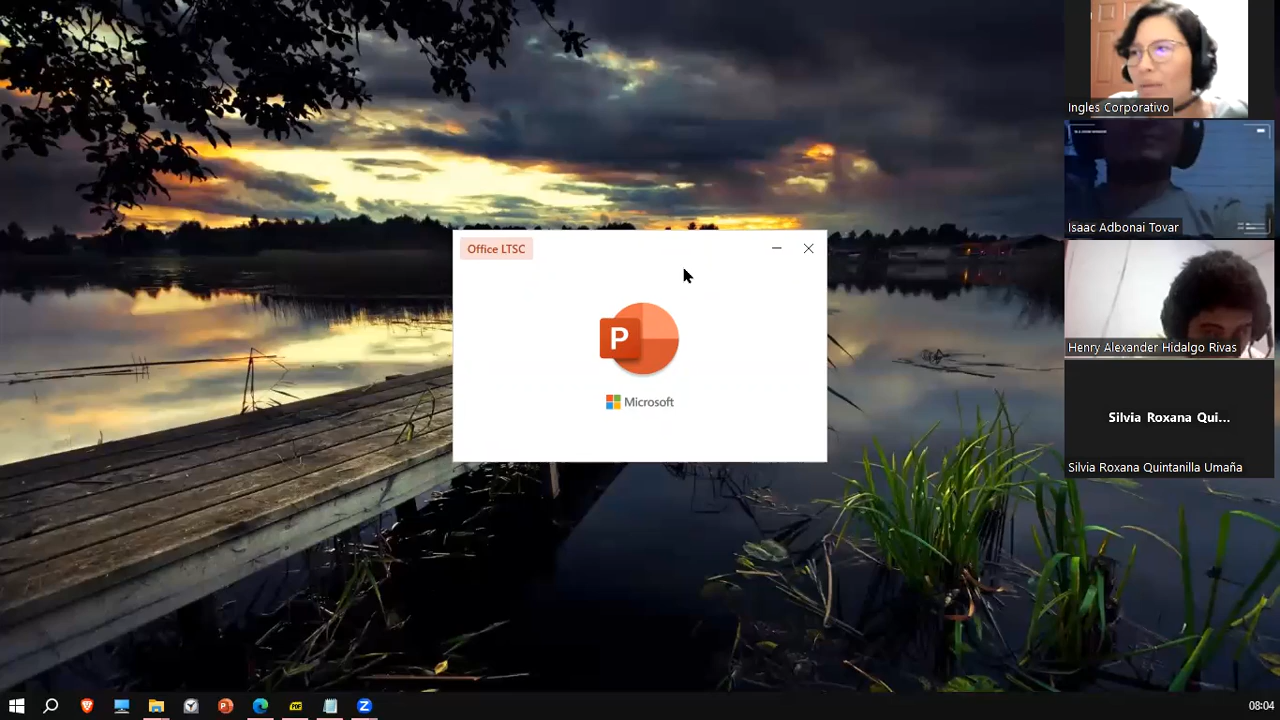 Office LTSC
P
Microsoft
Ingles Corporativo
Isaac Adbonai Tovar
Henry Alexander Hidalgo Rivas
Silvia Roxana Qui...
Silvia Roxana Quintanilla Umaña
PDF
Z
08:04